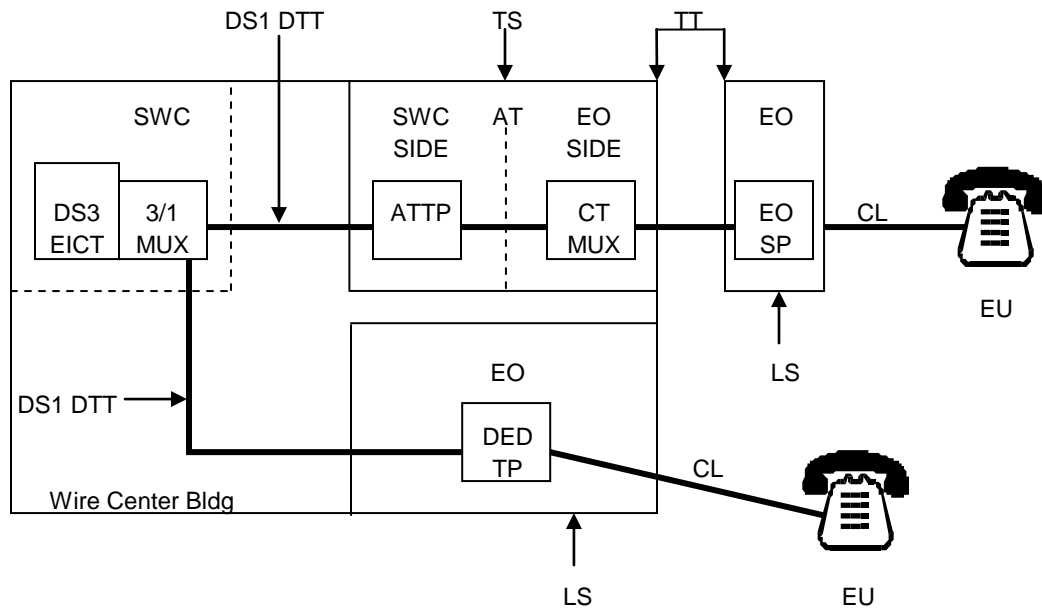 DS1 DTT
TS
TT
SWC
SWC
SIDE
AT
EO
SIDE
EO
DS3
EICT
3/1
MUX
ATTP
CT
MUX
EO
SP
CL
EU
LS
EO
DS1 DTT
DED
TP
CL
Wire Center Bldg
LS
EU